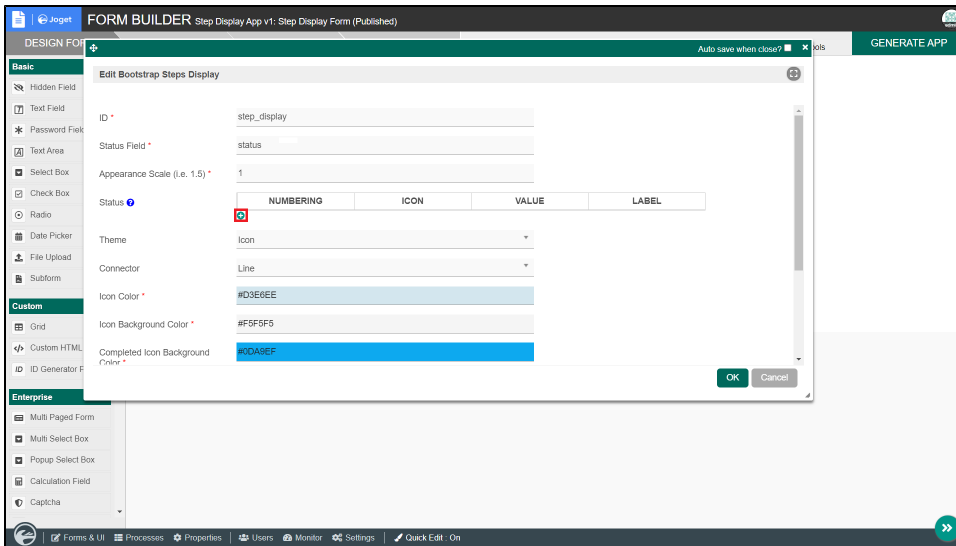 Joget FORM BUILDER Step Display App v1: Step Display Form (Published)
DESIGN FOR
ols
GENERATE APP
Auto save when close?
Edit Bootstrap Steps Display
Basic
Hidden Field
Text Field
Password Field
Text Area
Select Box
Check Box
Radio
Date Picker
File Upload
Subform
Custom
Grid
Custom HTML
ID Generator F
Enterprise
Multi Paged Form
Multi Select Box
Popup Select Box
Calculation Field
Captcha
ID *
step_display
Status Field *
status
Appearance Scale (i.e. 1.5) *
1
Status
NUMBERING ICON VALUE LABEL
Theme
Icon
Connector
Line
Icon Color *
#D3E6EE
Icon Background Color *
#F5F5F5
Completed Icon Background
Color *
#0DA9EF
OK Cancel
Forms & UI Processes Properties Users Monitor Settings Quick Edit : On